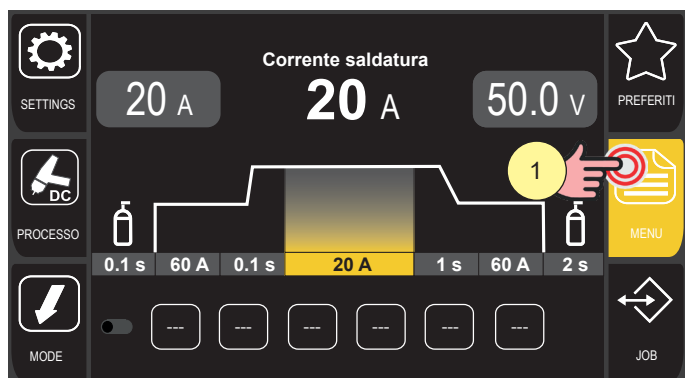 SETTINGS
PROCESSO
DC
MODE
Corrente saldatura
20 A
20 A
50.0 V
1
0.1 s
60 A
0.1 s
20 A
1 s
60 A
2 s
---
---
---
---
---
---
PREFERITI
MENU
JOB